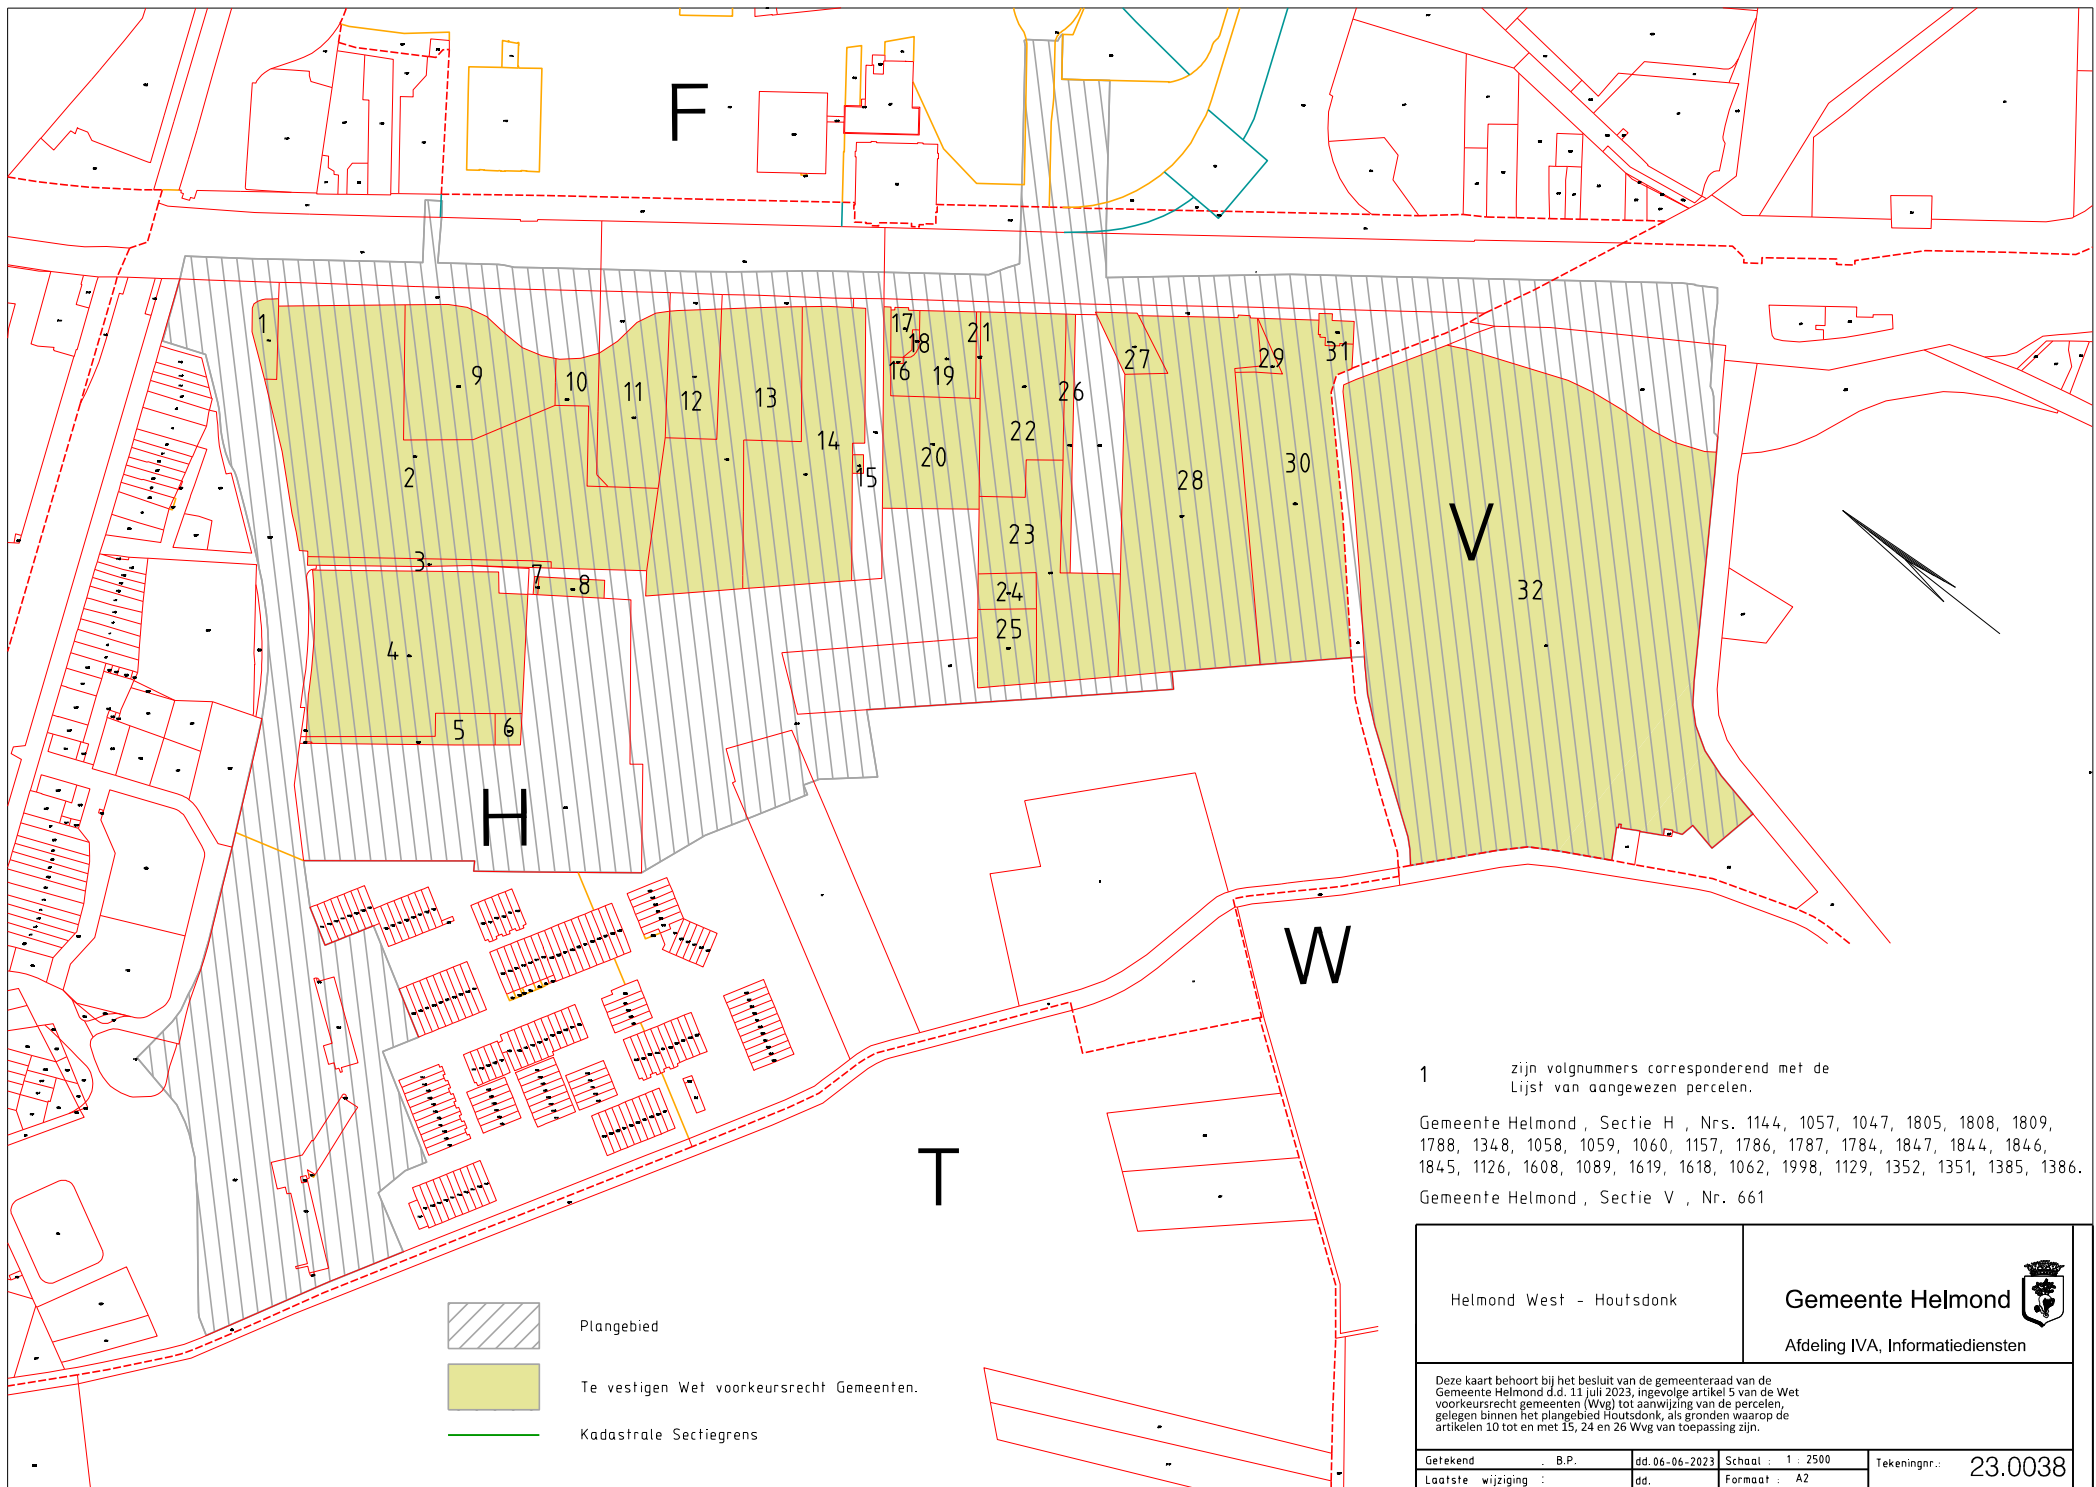 F
1
2
3
4
5
6
7
8
9
10
11
12
13
14
15
16
17
18
19
20
21
22
23
24
25
26
27
28
29
30
31
32
V
H
W
T
1 zijn volgnummers corresponderend met de
Lijst van aangewezen percelen.
Gemeente Helmond , Sectie H , Nrs. 1144, 1057, 1047, 1805, 1808, 1809,
1788, 1348, 1058, 1059, 1060, 1157, 1786, 1787, 1784, 1847, 1844, 1846,
1845, 1126, 1608, 1089, 1619, 1618, 1062, 1998, 1129, 1352, 1351, 1385, 1386.
Gemeente Helmond , Sectie V , Nr. 661
Plangebied
Te vestigen Wet voorkeursrecht Gemeenten.
Kadastrale Sectiegrens
Helmond West - Houtsdonk
Gemeente Helmond
Afdeling IVA, Informatiediensten
Deze kaart behoort bij het besluit van de gemeenteraad van de
Gemeente Helmond d.d. 11 juli 2023, ingevolge artikel 5 van de Wet
voorkeursrecht gemeenten (Wvg) tot aanwijzing van de percelen,
gelegen binnen het plangebied Houtsdonk, als gronden waarop de
artikelen 10 tot en met 15, 24 en 26 Wvg van toepassing zijn.
Getekend : B.P. dd. 06-06-2023 Schaal : 1 : 2500 Tekeningnr.: 23.0038
Laatste wijziging : dd. Formaat : A2